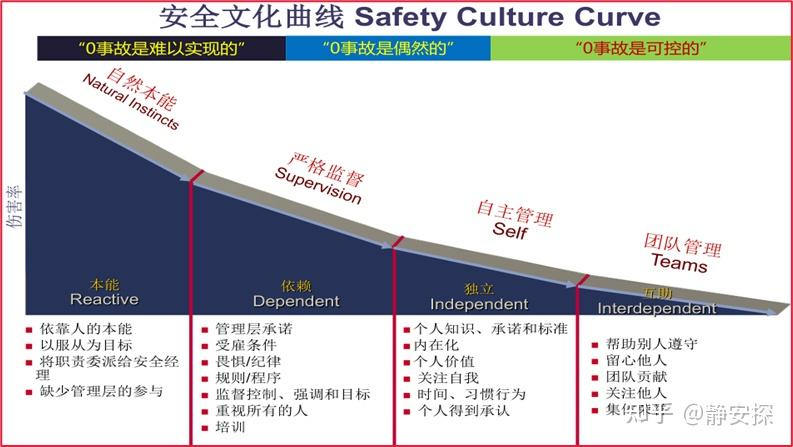 安全文化曲线 Safety Culture Curve
“0事故是难以实现的”
“0事故是偶然的”
“0事故是可控的”
自然本能
Natural Instincts
严格监督
Supervision
自主管理
Self
团队管理
Teams
伤害率
本能
Reactive
依赖
Dependent
独立
Independent
互助
Interdependent
依靠人的本能
以服从为目标
将职责委派给安全经
理
缺少管理层的参与
管理层承诺
受雇条件
畏惧/纪律
规则/程序
监督控制、强调和目标
重视所有的人
培训
个人知识、承诺和标准
内在化
个人价值
关注自我
时间、习惯行为
个人得到承认
帮助别人遵守
留心他人
团队贡献
关注他人
集体
知乎 @静安探